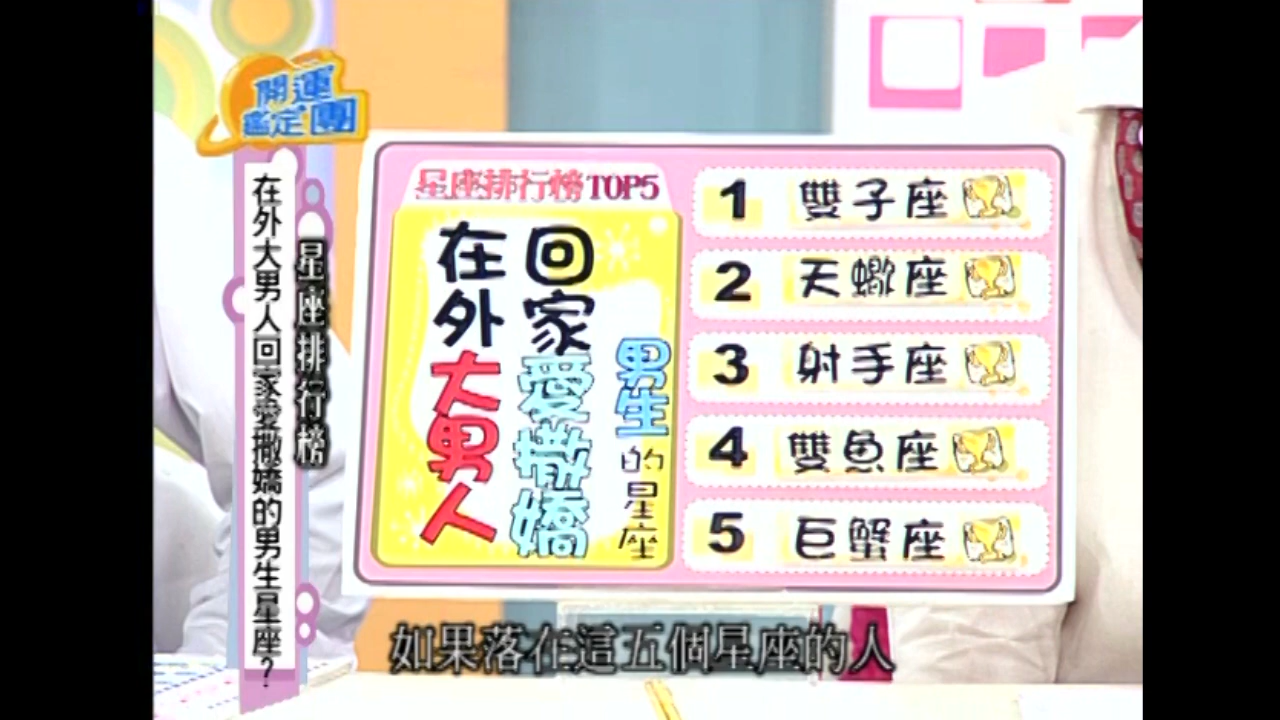 開運
鑑定團
在外大男人回家愛撒嬌的男生星座?
星座排行榜
星座排行榜TOP5
在外大男人
回家愛撒嬌
男生的星座
1 雙子座
2 天蠍座
3 射手座
4 雙魚座
5 巨蟹座
如果落在這五個星座的人